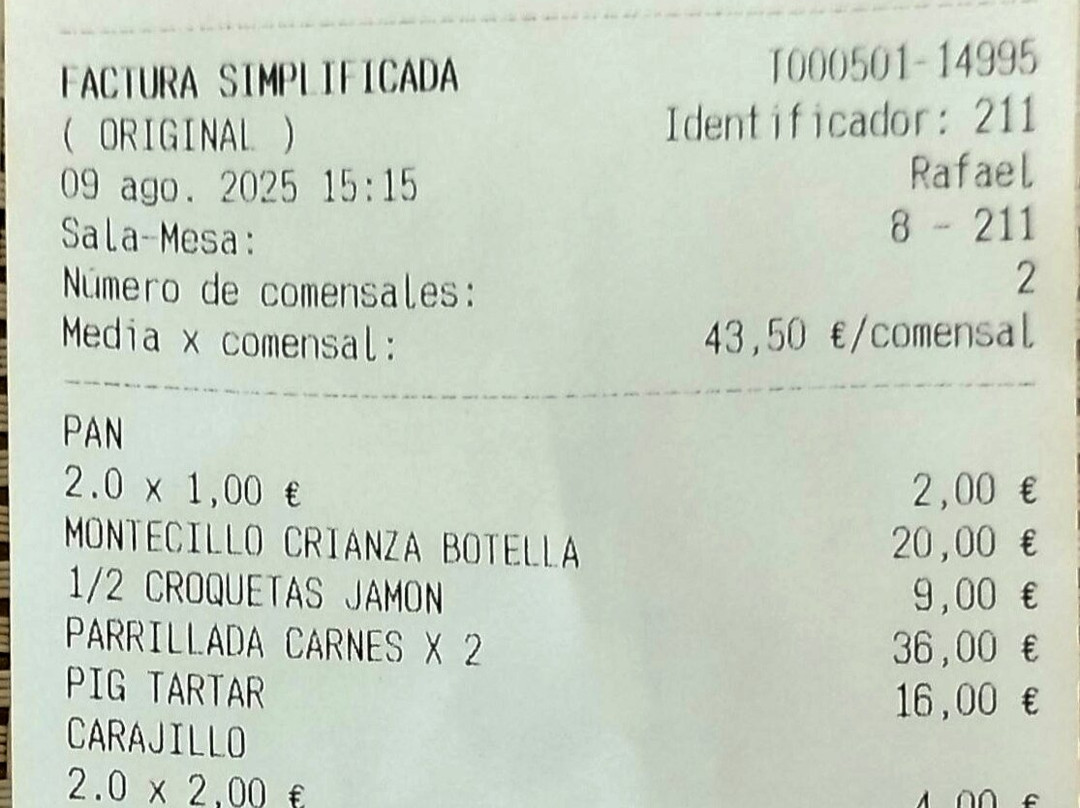 FACTURA SIMPLIFICADA T000501-14995
( ORIGINAL ) Identificador: 211
09 ago. 2025 15:15 Rafael
Sala-Mesa: 8 - 211
Número de comensales: 2
Media x comensal: 43,50 €/comensal
PAN
2.0 x 1,00 € 2,00 €
MONTECILLO CRIANZA BOTELLA 20,00 €
1/2 CROQUETAS JAMON 9,00 €
PARRILLADA CARNES X 2 36,00 €
PIG TARTAR 16,00 €
CARAJILLO
2.0 x 2,00 € 4,00 €